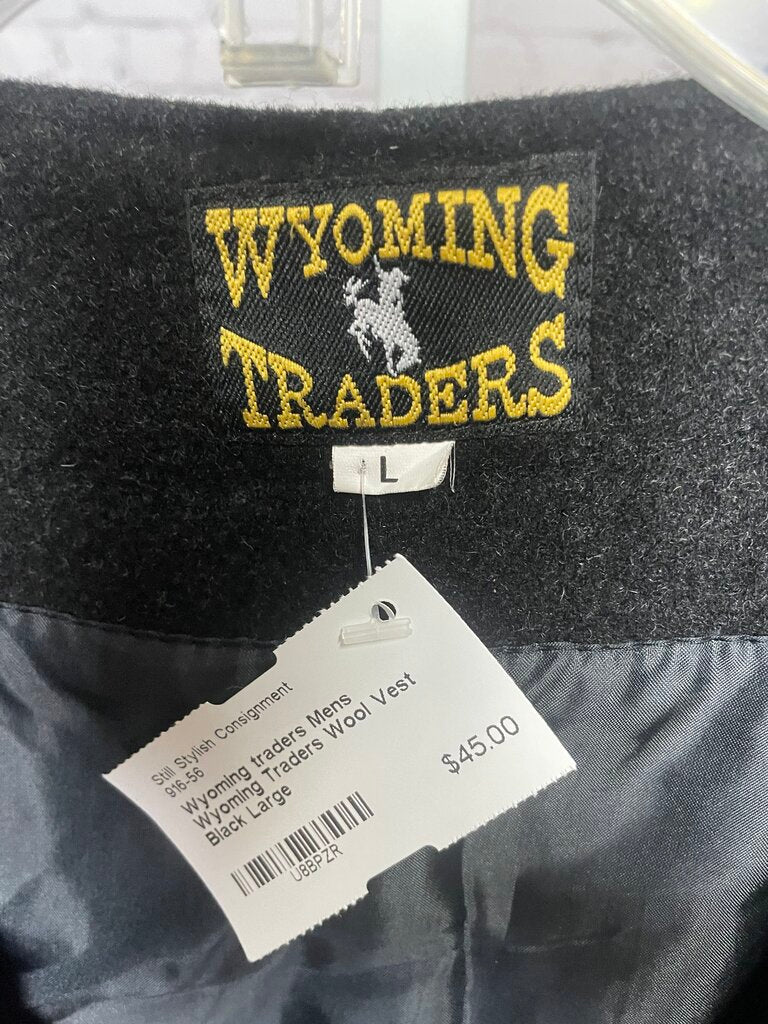 WYOMING
TRADERS
L
Still Stylish Consignment
916-56
Wyoming traders Mens
Wyoming Traders Wool Vest
Black Large
$45.00
U8BPZR